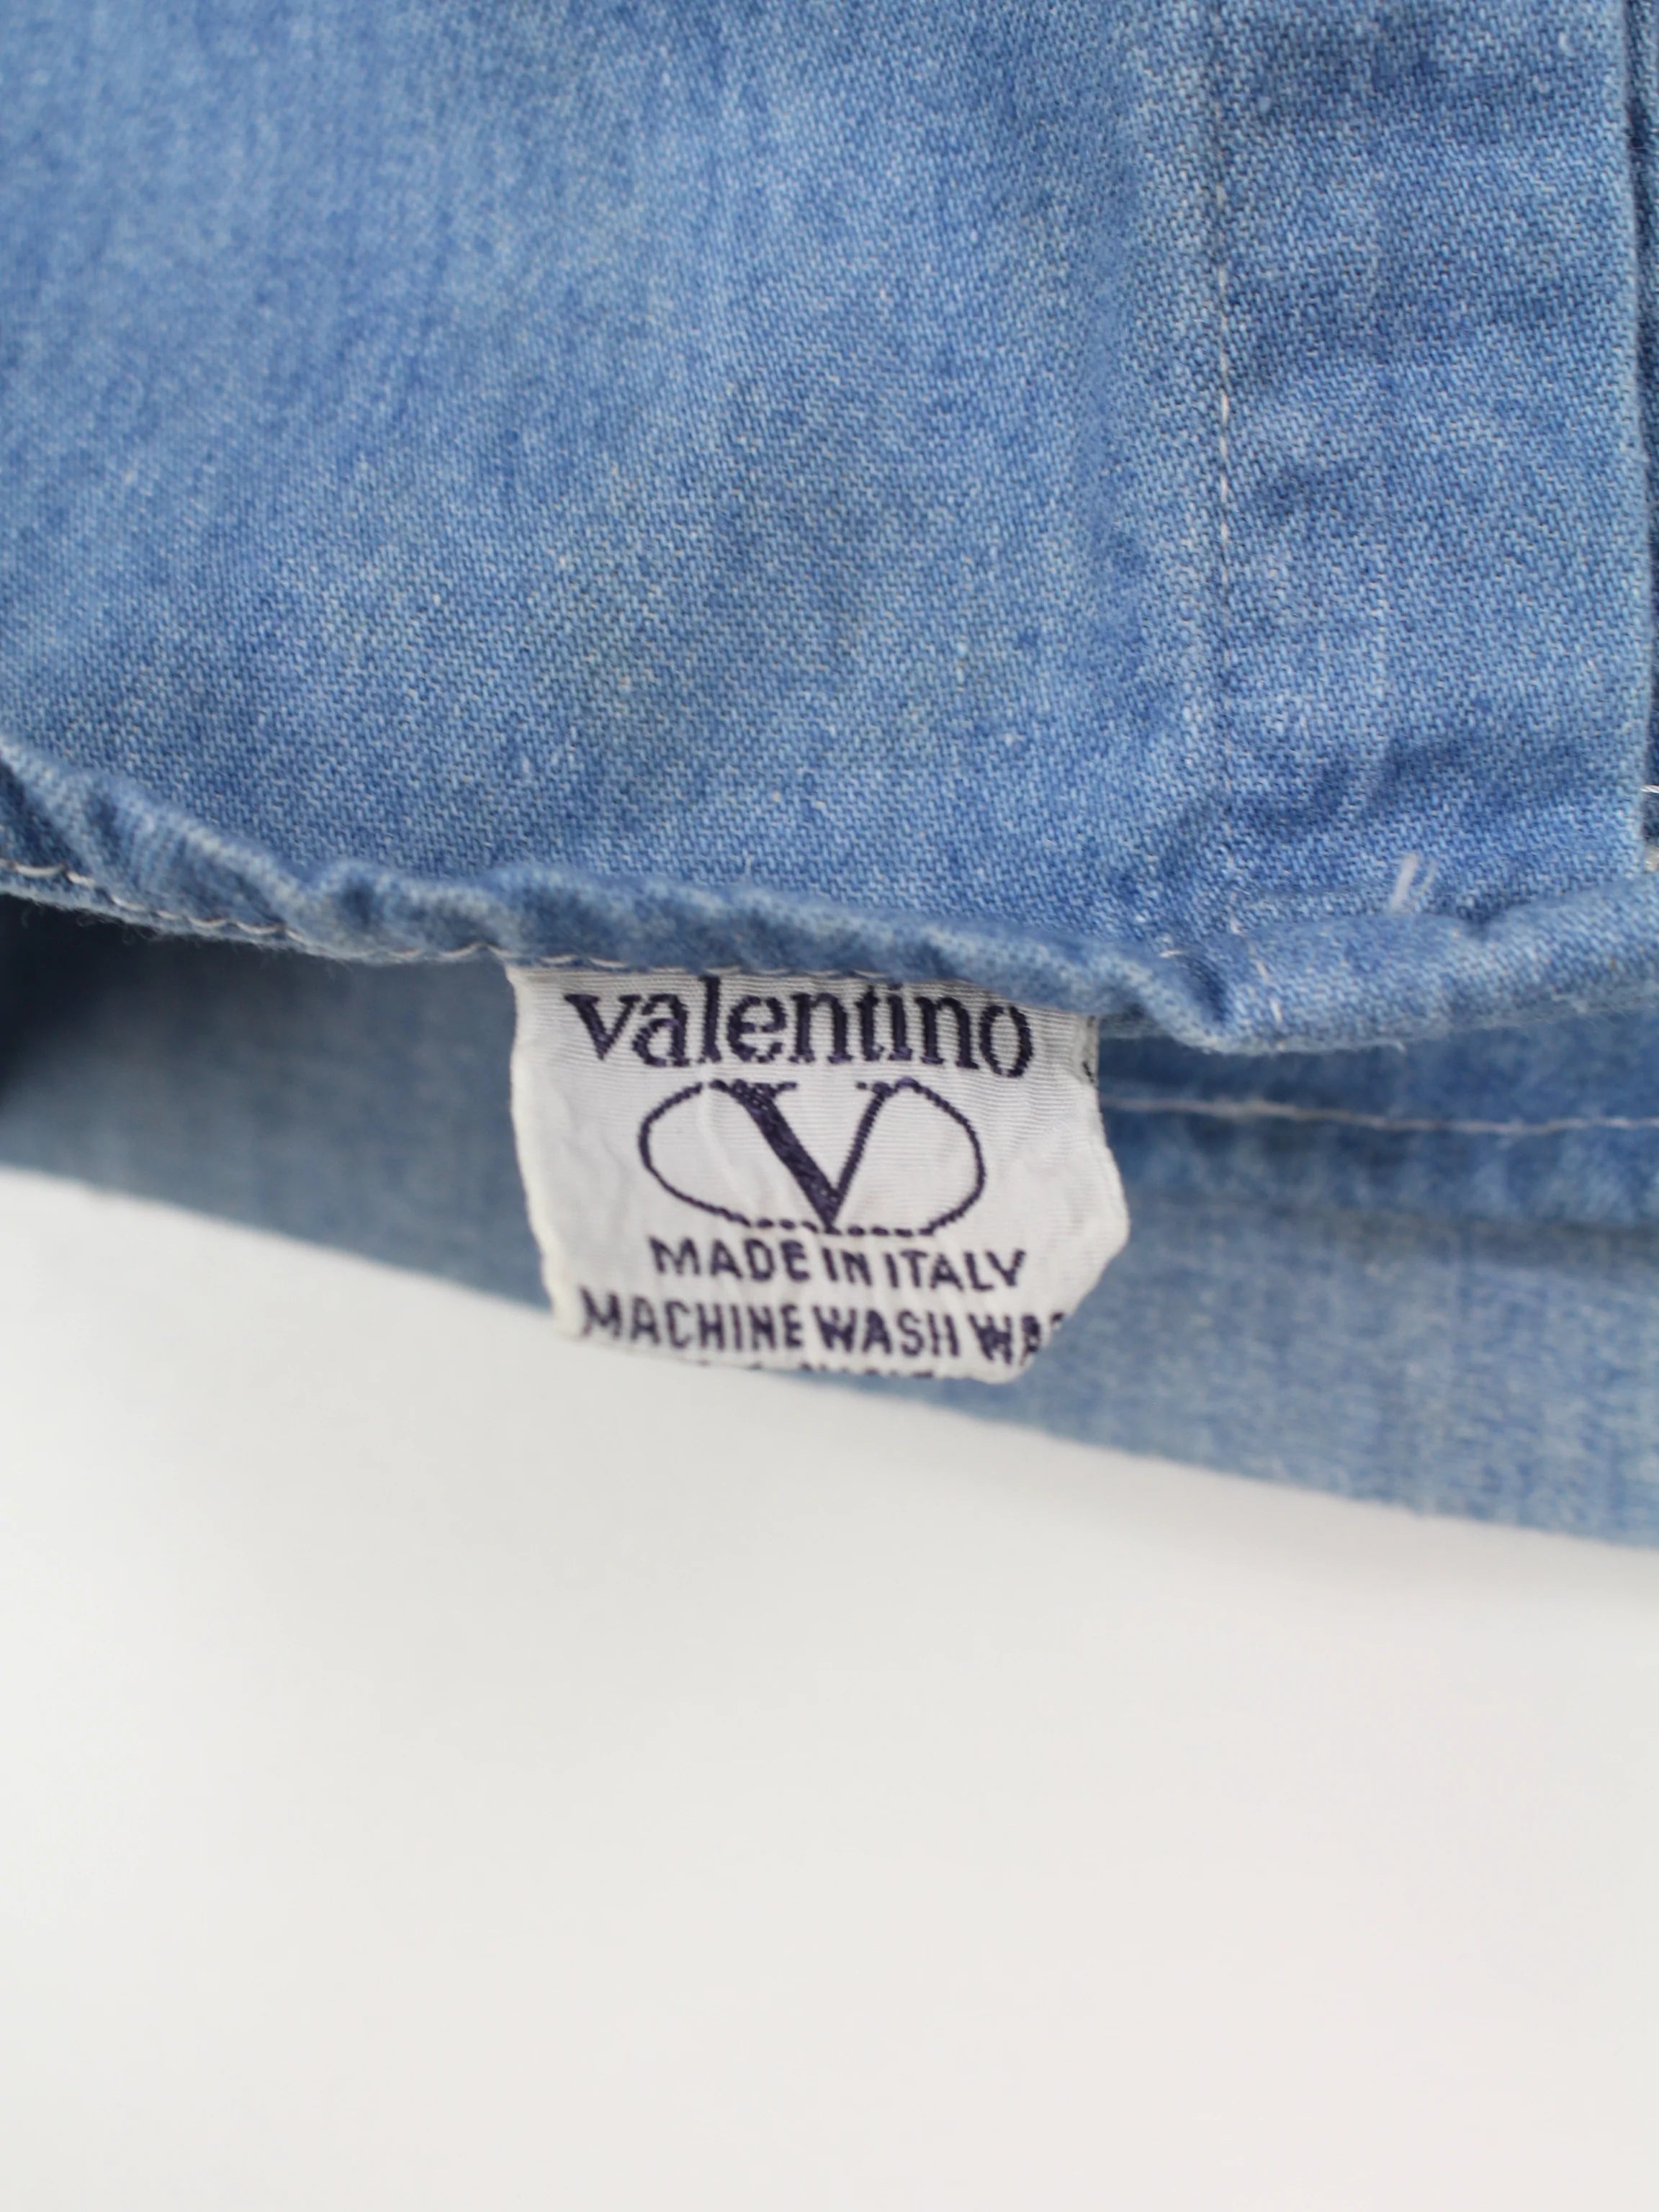 valentino
V
MADE IN ITALY
MACHINE WASH